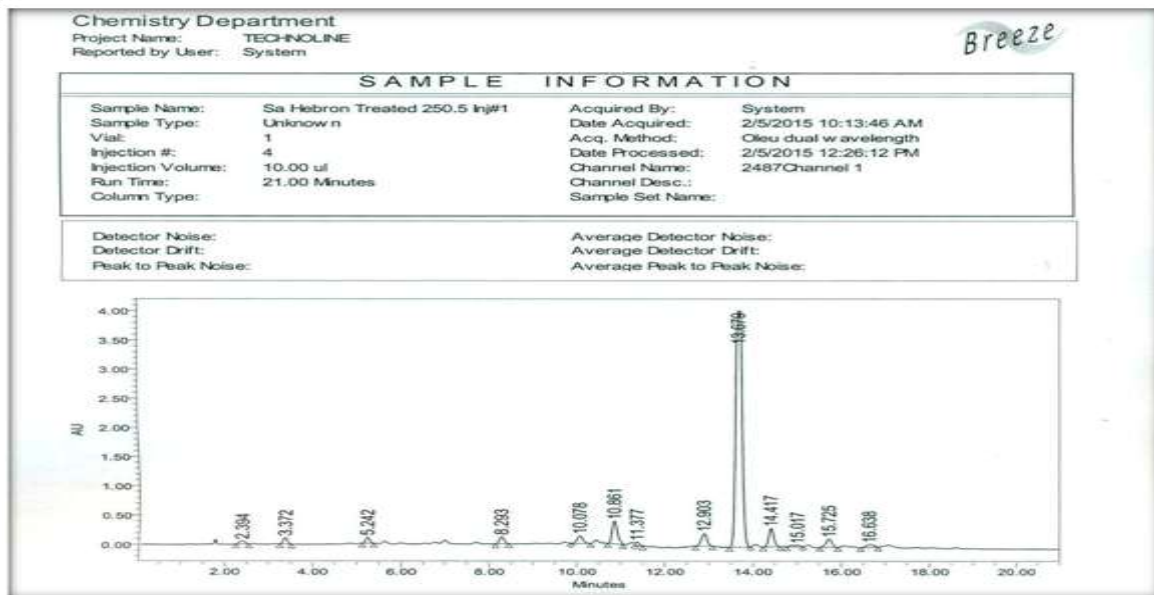 Chemistry Department
Project Name: TECHNOLINE
Reported by User: System
Breeze
SAMPLE INFORMATION
Sample Name: Sa Hebron Treated 250.5 Inj#1
Sample Type: Unknown
Vial: 1
Injection #: 4
Injection Volume: 10.00 ul
Run Time: 21.00 Minutes
Column Type:
Acquired By: System
Date Acquired: 2/5/2015 10:13:46 AM
Acq. Method: Oleu dual wavelength
Date Processed: 2/5/2015 12:26:12 PM
Channel Name: 2487Channel 1
Channel Desc.:
Sample Set Name:
Detector Noise:
Detector Drift:
Peak to Peak Noise:
Average Detector Noise:
Average Detector Drift:
Average Peak to Peak Noise:
AU
4.00
3.50
3.00
2.50
2.00
1.50
1.00
0.50
0.00
2.394
3.372
5.242
8.293
10.078
10.861
11.377
12.903
13.679
14.417
15.017
15.725
16.638
2.00 4.00 6.00 8.00 10.00 12.00 14.00 16.00 18.00 20.00
Minutes